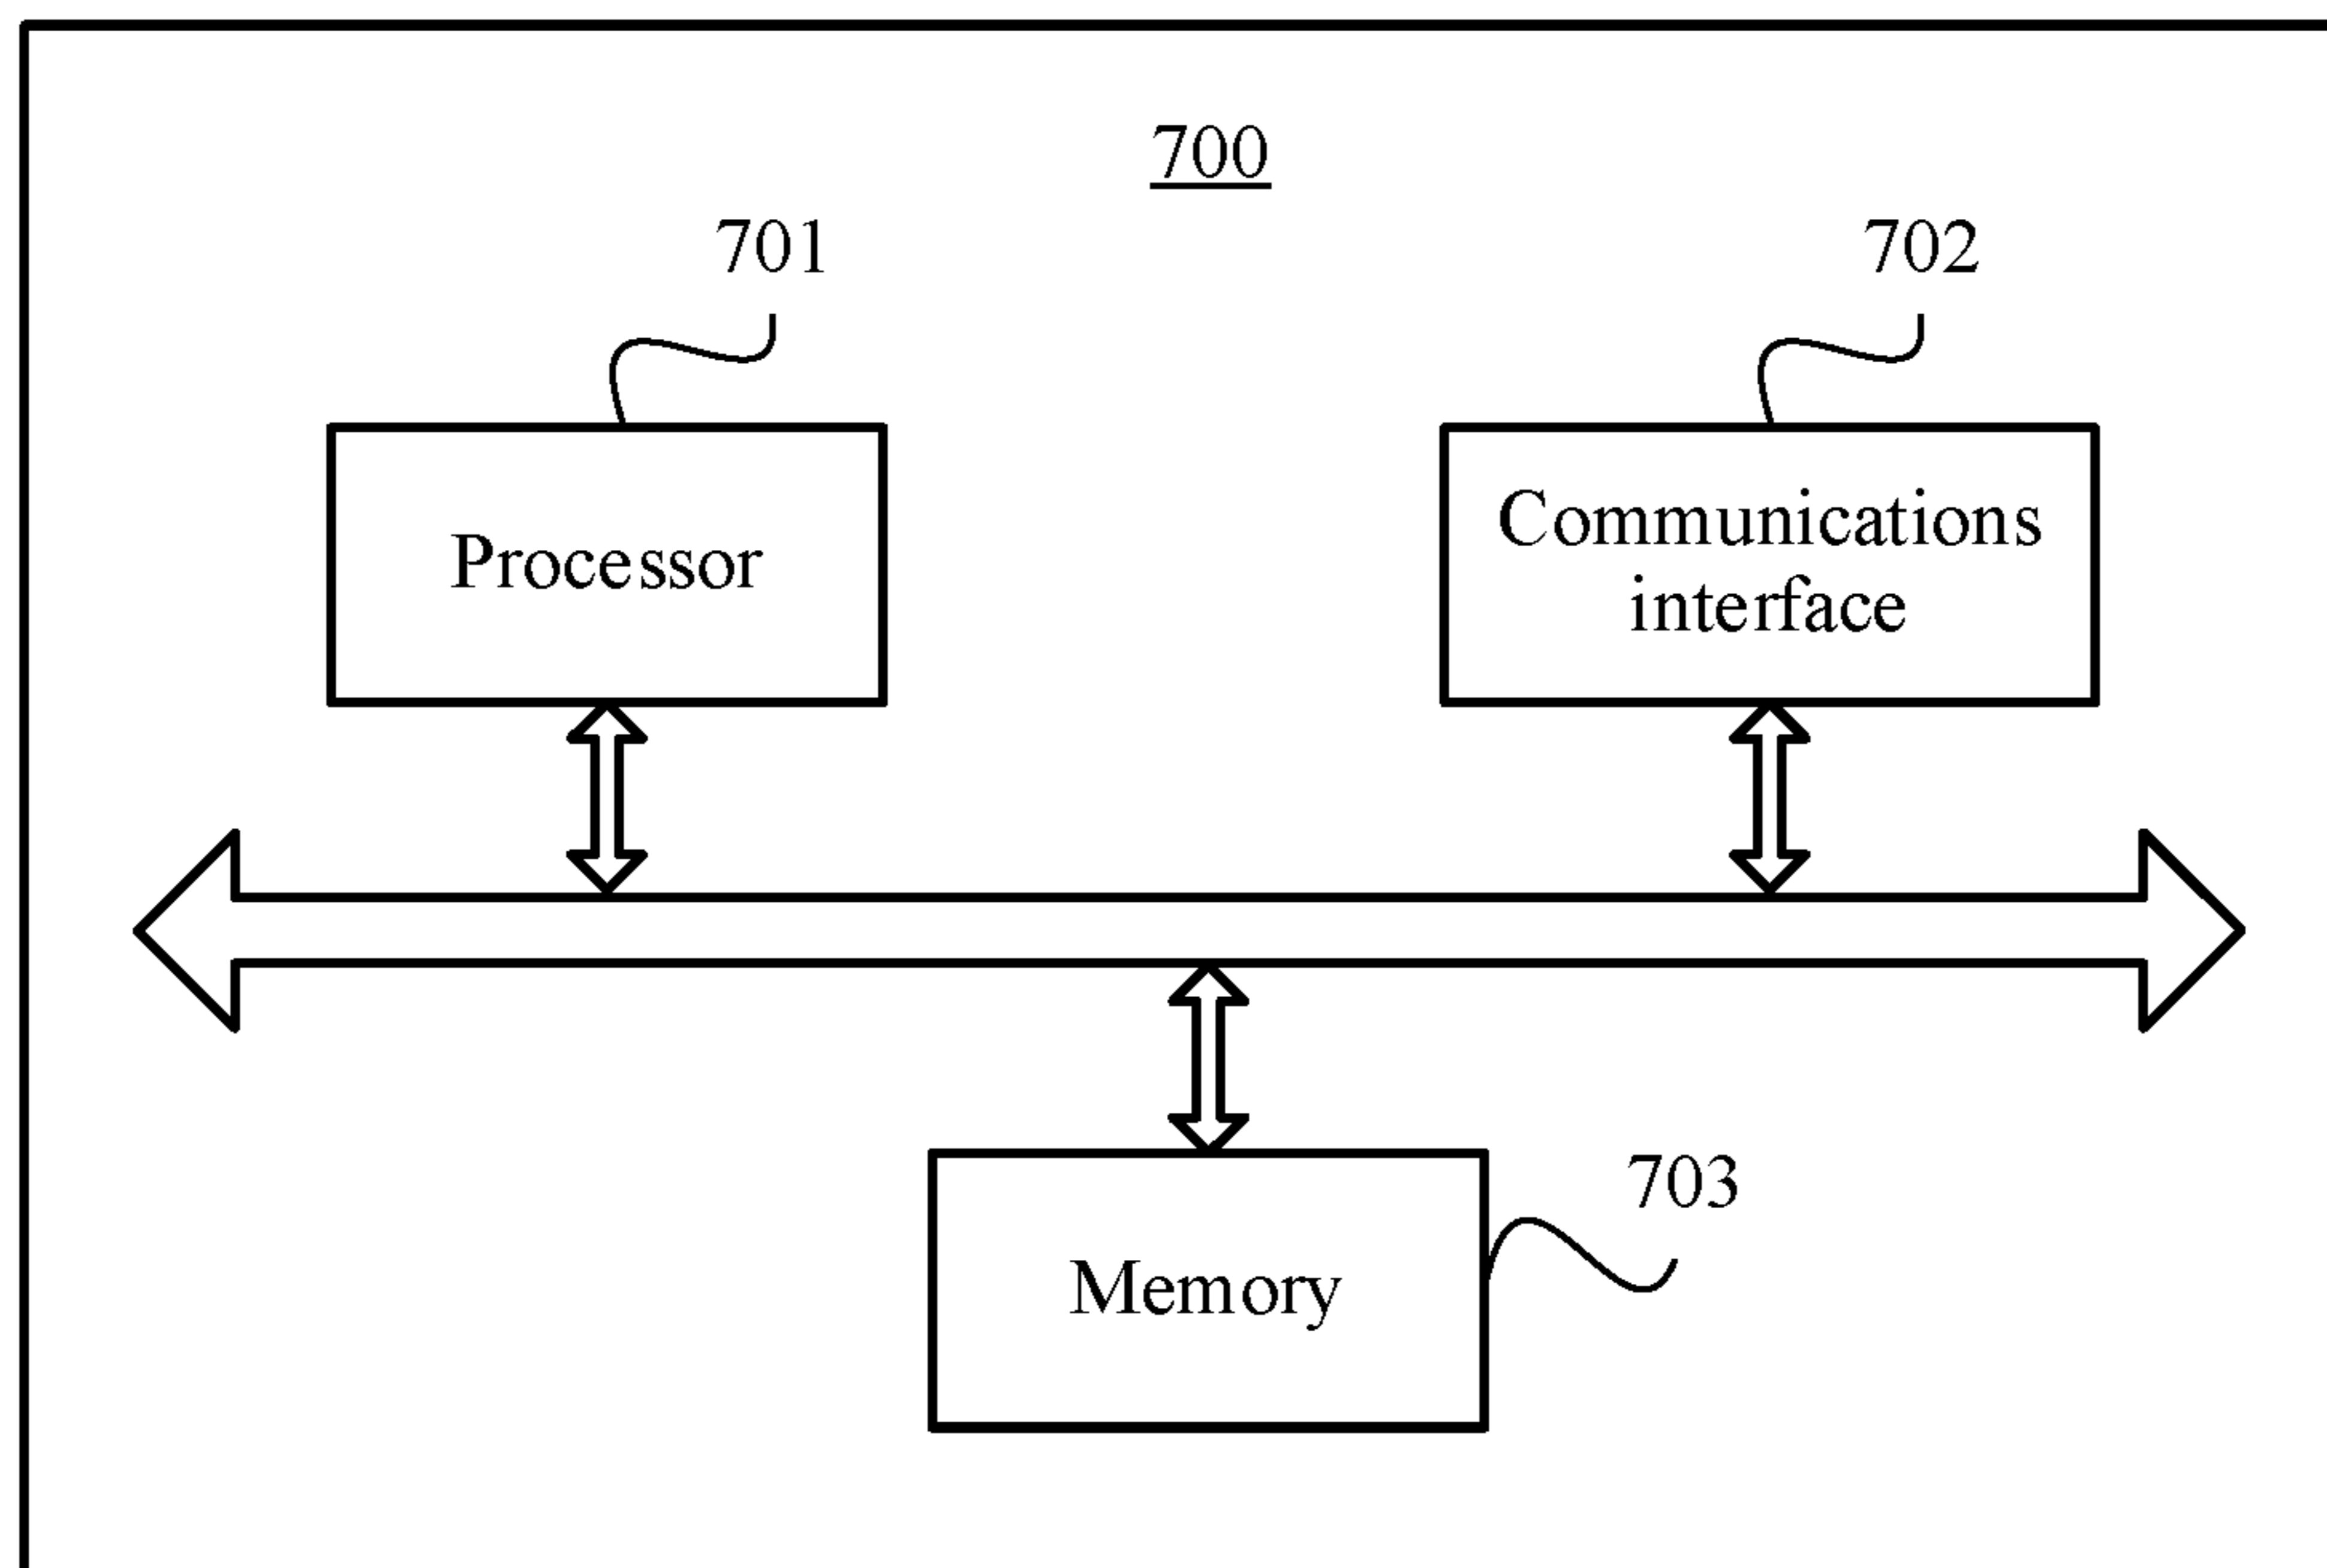 700
701
702
Processor
Communications
interface
703
Memory